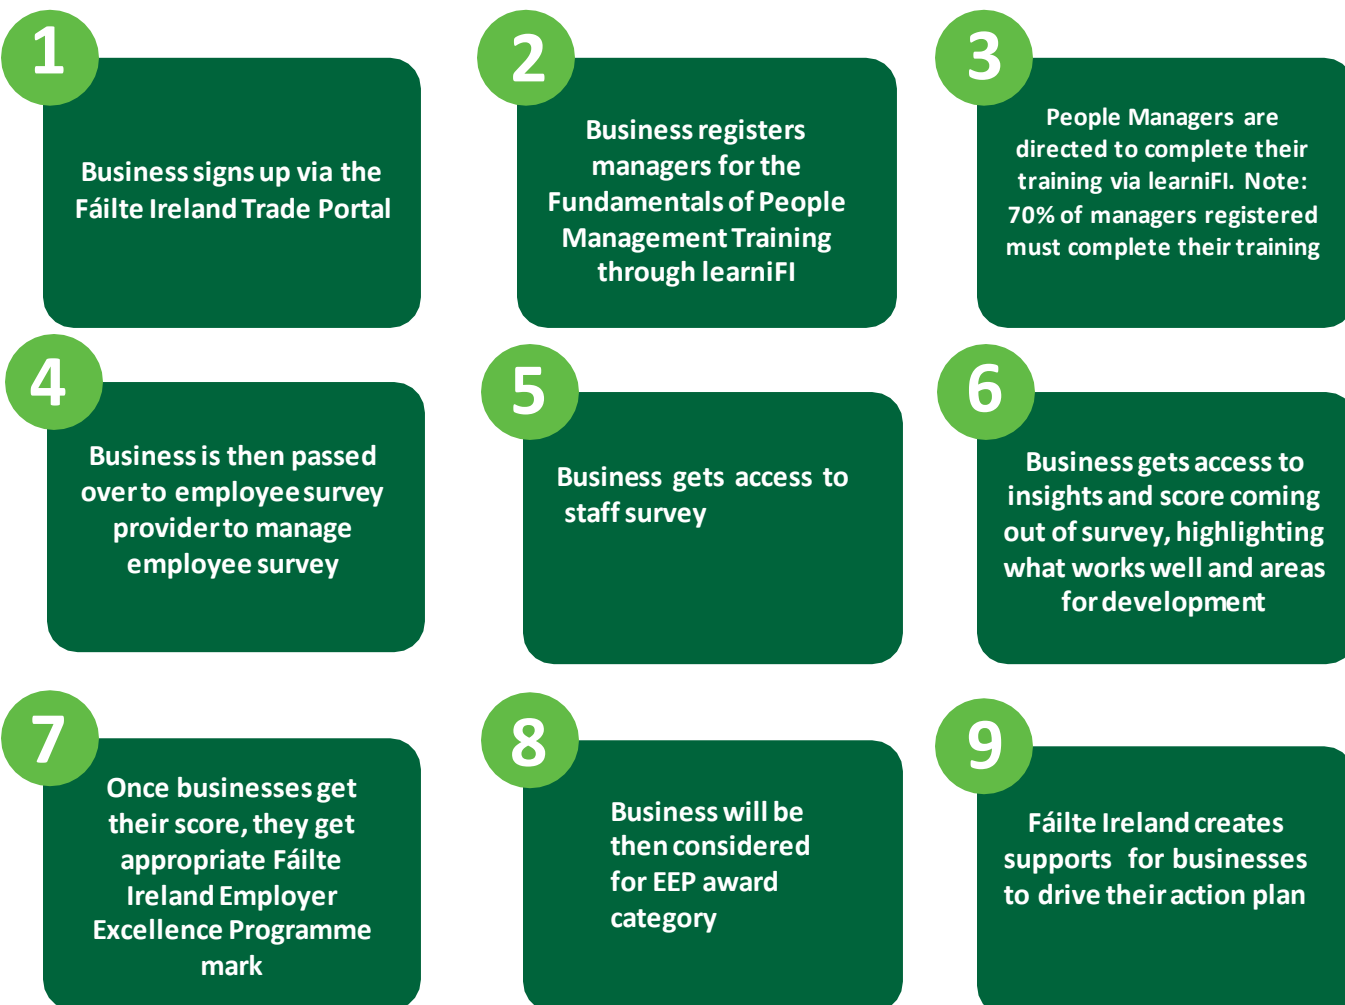 1
Business signs up via the
Fáilte Ireland Trade Portal
2
Business registers
managers for the
Fundamentals of People
Management Training
through learniFI
3
People Managers are
directed to complete their
training via learniFI. Note:
70% of managers registered
must complete their training
4
Business is then passed
over to employee survey
provider to manage
employee survey
5
Business gets access to
staff survey
6
Business gets access to
insights and score coming
out of survey, highlighting
what works well and areas
for development
7
Once businesses get
their score, they get
appropriate Fáilte
Ireland Employer
Excellence Programme
mark
8
Business will be
then considered
for EEP award
category
9
Fáilte Ireland creates
supports for businesses
to drive their action plan